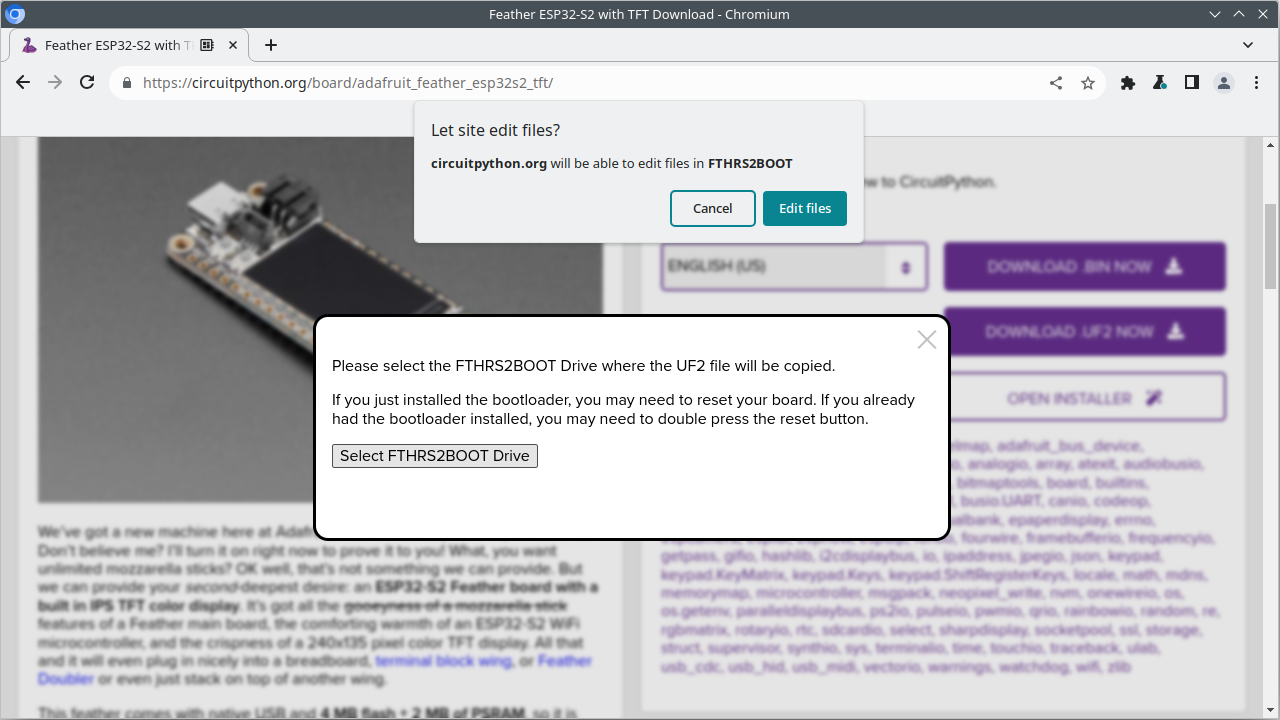 Feather ESP32-S2 with TFT Download - Chromium
Feather ESP32-S2 with T
https://circuitpython.org/board/adafruit_feather_esp32s2_tft/
Let site edit files?
circuitpython.org will be able to edit files in FTHRS2BOOT
Cancel
Edit files
w to CircuitPython.
ENGLISH (US)
DOWNLOAD .BIN NOW
DOWNLOAD .UF2 NOW
OPEN INSTALLER
Please select the FTHRS2BOOT Drive where the UF2 file will be copied.
If you just installed the bootloader, you may need to reset your board. If you already
had the bootloader installed, you may need to double press the reset button.
Select FTHRS2BOOT Drive
We've got a new machine here at
Don't believe me? I'll turn it on right now to prove it to you! What, you want
unlimited mozzarella sticks? OK well, that's not something we can provide. But
we can provide your second-deepest desire: an ESP32-S2 Feather board with a
built in IPS TFT color display. It's got all the gooeyness of a mozzarella stick
features of a Feather main board, the comforting warmth of an ESP32-S2 WiFi
microcontroller, and the crispness of a 240x135 pixel color TFT display. All that
and it will even plug in nicely into a breadboard, terminal block wing, or Feather
Doubler or even just stack on top of another wing.
This feather comes with native USB and 4 MB flash + 2 MB of PSRAM, so it is
adafruit_bus_device,
analogio, array, atexit, audiobusio,
bitmaptools, board, builtins,
busio.UART, canio, codeop,
epaperdisplay, errno,
fourwire, framebufferio, frequencyio,
getpass, gifio, hashlib, i2cdisplaybus, io, ipaddress, jpegio, json, keypad,
keypad.KeyMatrix, keypad.Keys, keypad.ShiftRegisterKeys, locale, math, mdns,
memorymap, microcontroller, msgpack, neopixel_write, nvm, onewireio, os,
os.getenv, paralleldisplaybus, ps2io, pulseio, pwmio, qrio, rainbowio, random, re,
rgbmatrix, rotaryio, rtc, sdcardio, select, sharpdisplay, socketpool, ssl, storage,
struct, supervisor, synthio, sys, terminalio, time, touchio, traceback, ulab,
usb_cdc, usb_hid, usb_midi, vectorio, warnings, watchdog, wifi, zlib